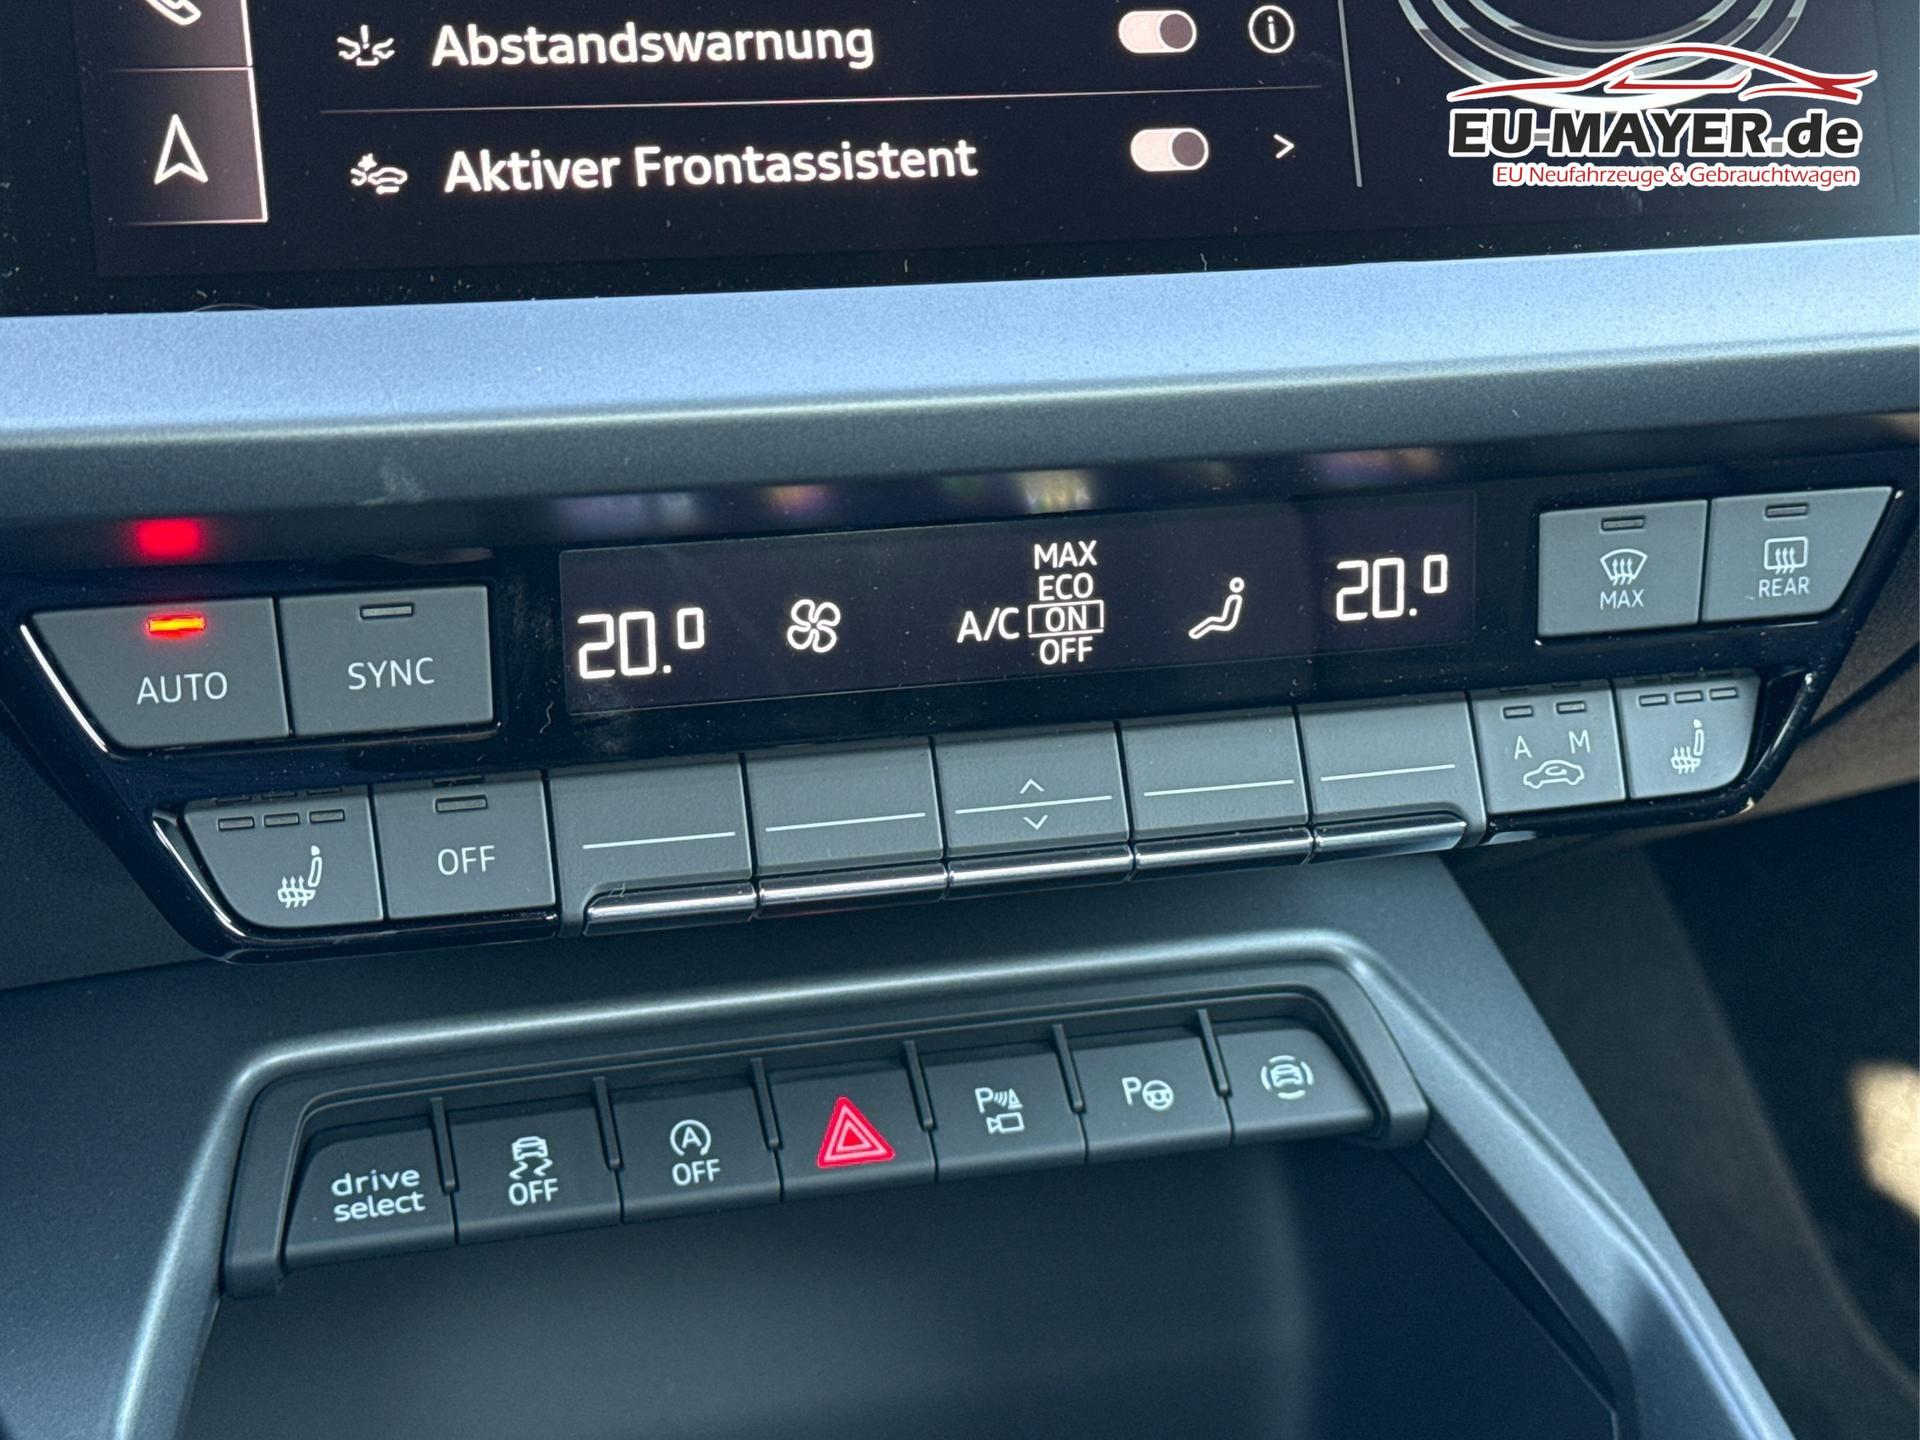 Abstandswarnung
Aktiver Frontassistent
EU-MAYER.de
EU Neufahrzeuge & Gebrauchtwagen
MAX
ECO
A/C ON
OFF
20.0
20.0
MAX
REAR
AUTO
SYNC
A M
OFF
drive
select
OFF
A
OFF
P
P